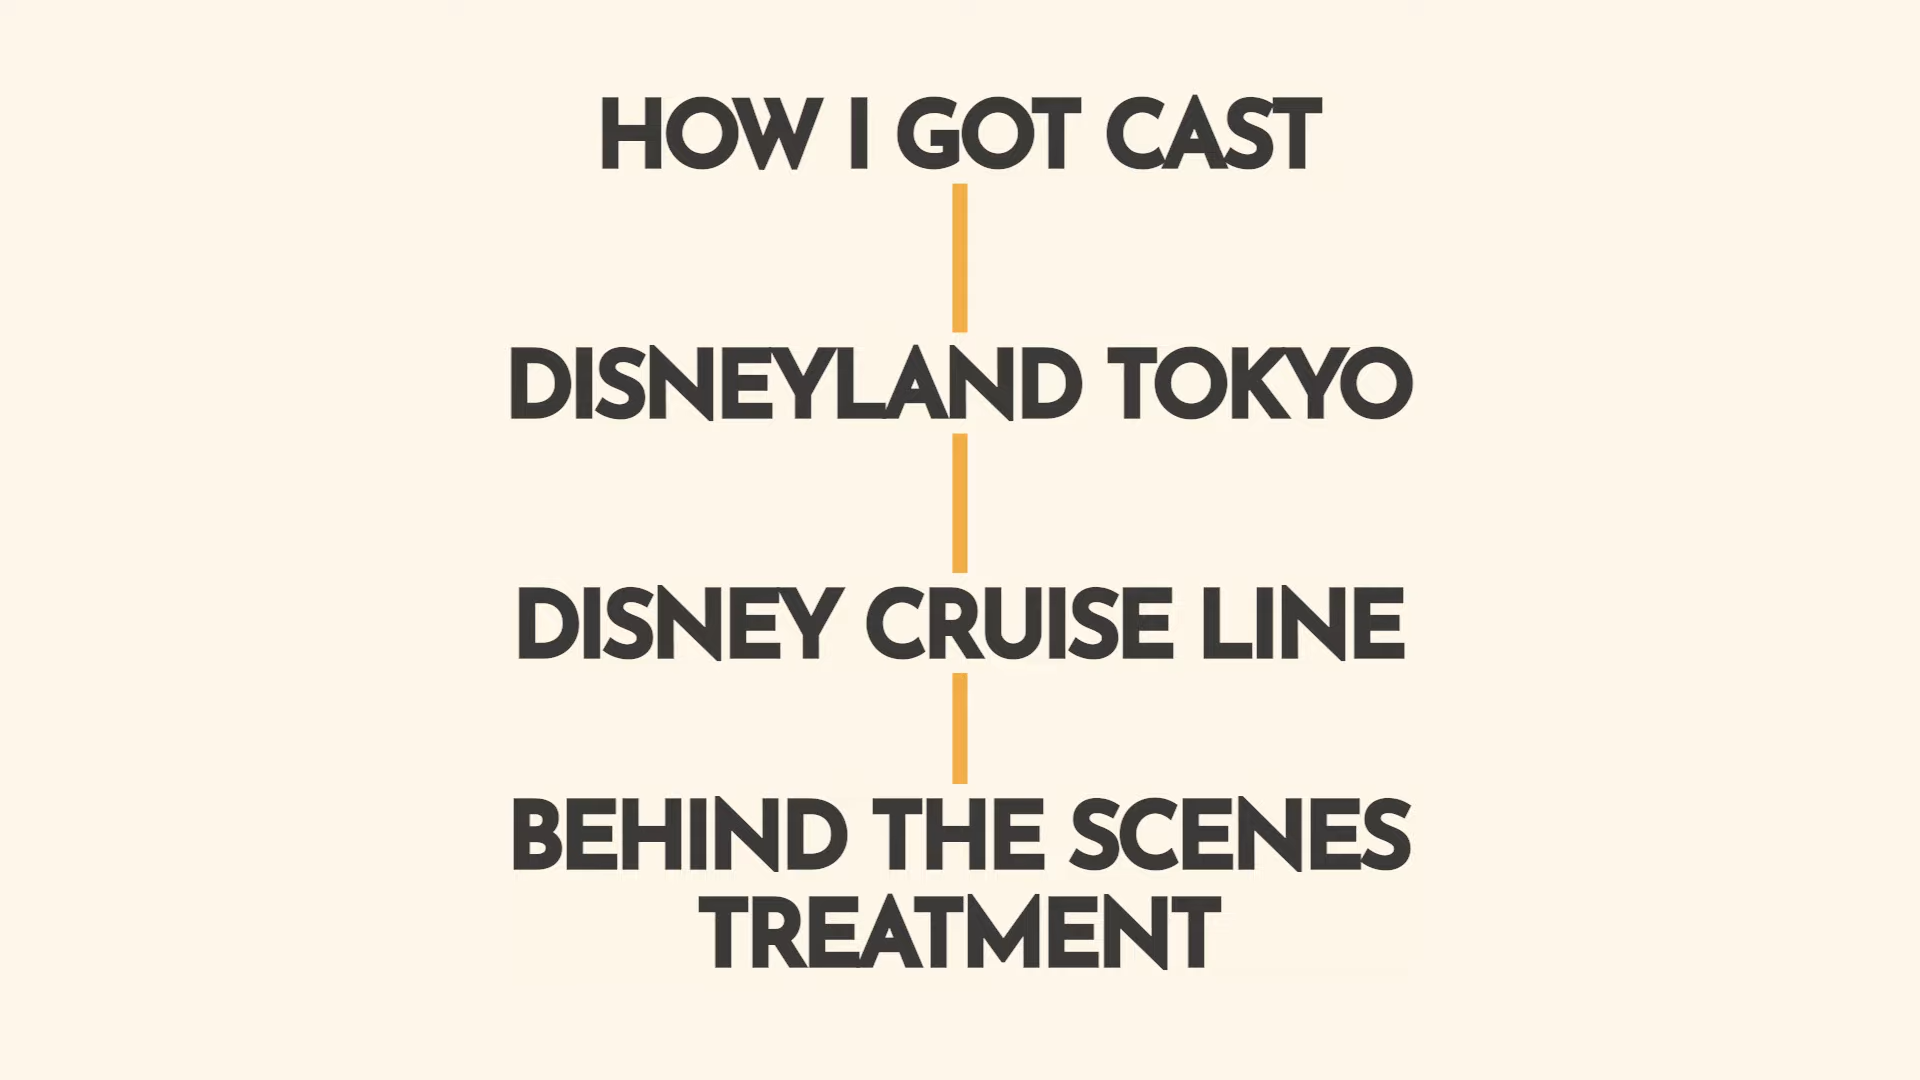 HOW I GOT CAST
DISNEYLAND TOKYO
DISNEY CRUISE LINE
BEHIND THE SCENES
TREATMENT